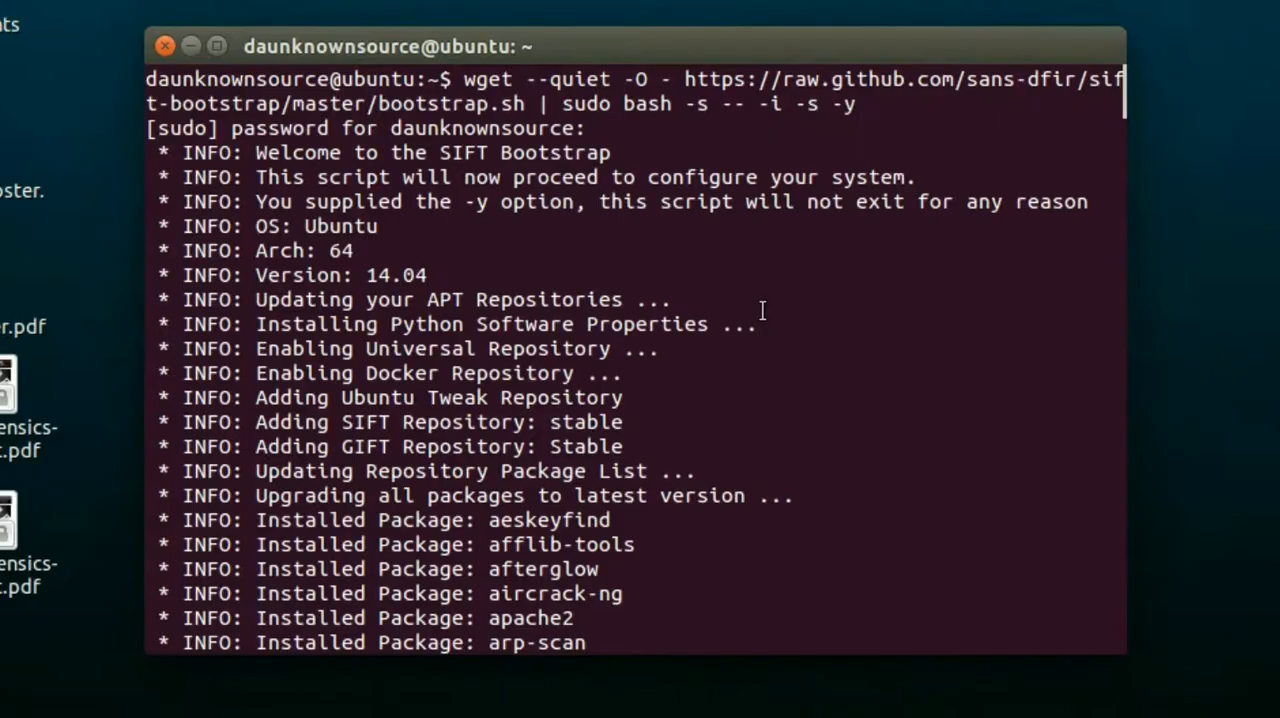 nts
oster.
r.pdf
ensics-
t.pdf
ensics-
t.pdf
daunknownsource@ubuntu: ~
daunknownsource@ubuntu:~$ wget --quiet -O - https://raw.github.com/sans-dfir/sif
t-bootstrap/master/bootstrap.sh | sudo bash -s -- -i -s -y
[sudo] password for daunknownsource:
* INFO: Welcome to the SIFT Bootstrap
* INFO: This script will now proceed to configure your system.
* INFO: You supplied the -y option, this script will not exit for any reason
* INFO: OS: Ubuntu
* INFO: Arch: 64
* INFO: Version: 14.04
* INFO: Updating your APT Repositories ...
* INFO: Installing Python Software Properties ...
* INFO: Enabling Universal Repository ...
* INFO: Enabling Docker Repository ...
* INFO: Adding Ubuntu Tweak Repository
* INFO: Adding SIFT Repository: stable
* INFO: Adding GIFT Repository: Stable
* INFO: Updating Repository Package List ...
* INFO: Upgrading all packages to latest version ...
* INFO: Installed Package: aeskeyfind
* INFO: Installed Package: afflib-tools
* INFO: Installed Package: afterglow
* INFO: Installed Package: aircrack-ng
* INFO: Installed Package: apache2
* INFO: Installed Package: arp-scan